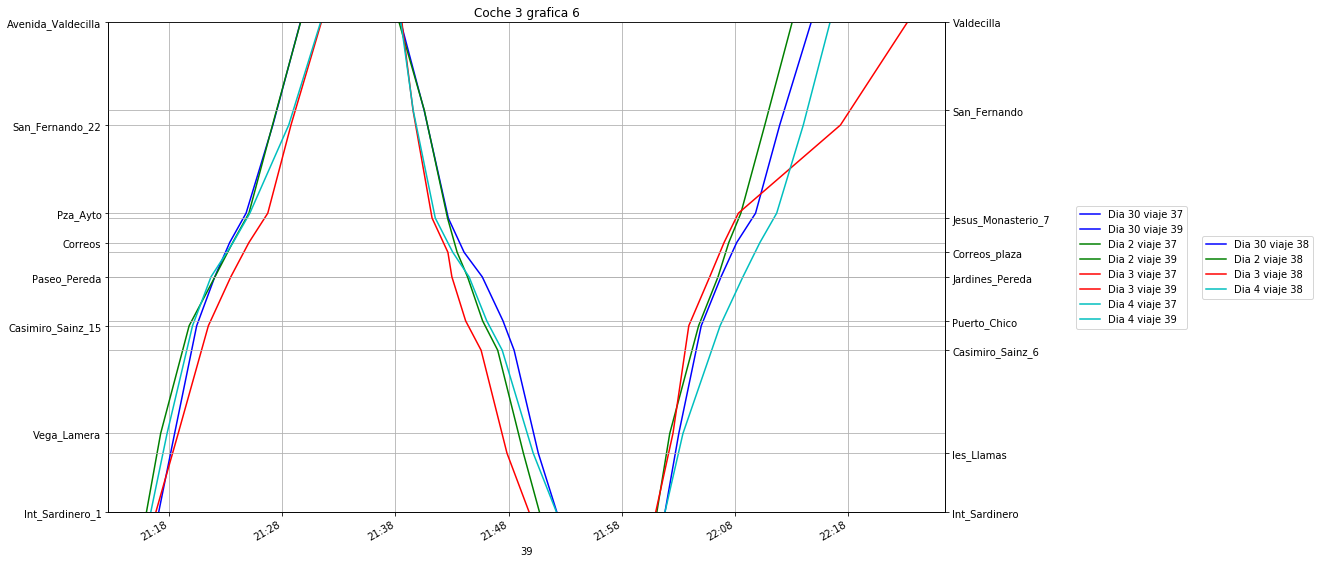 Coche 3 grafica 6
Avenida_Valdecilla
San_Fernando_22
Pza_Ayto
Correos
Paseo_Pereda
Casimiro_Sainz_15
Vega_Lamera
Int_Sardinero_1
Valdecilla
San_Fernando
Jesus_Monasterio_7
Correos_plaza
Jardines_Pereda
Puerto_Chico
Casimiro_Sainz_6
Ies_Llamas
Int_Sardinero
21:18
21:28
21:38
21:48
21:58
22:08
22:18
39
Dia 30 viaje 37
Dia 30 viaje 39
Dia 2 viaje 37
Dia 2 viaje 39
Dia 3 viaje 37
Dia 3 viaje 39
Dia 4 viaje 37
Dia 4 viaje 39
Dia 30 viaje 38
Dia 2 viaje 38
Dia 3 viaje 38
Dia 4 viaje 38